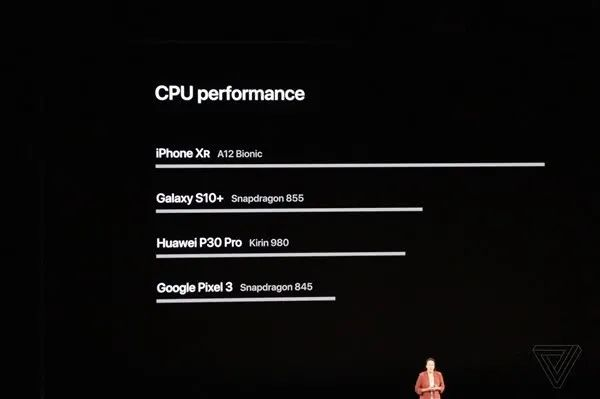 CPU performance
iPhone XR A12 Bionic
Galaxy S10+ Snapdragon 855
Huawei P30 Pro Kirin 980
Google Pixel 3 Snapdragon 845